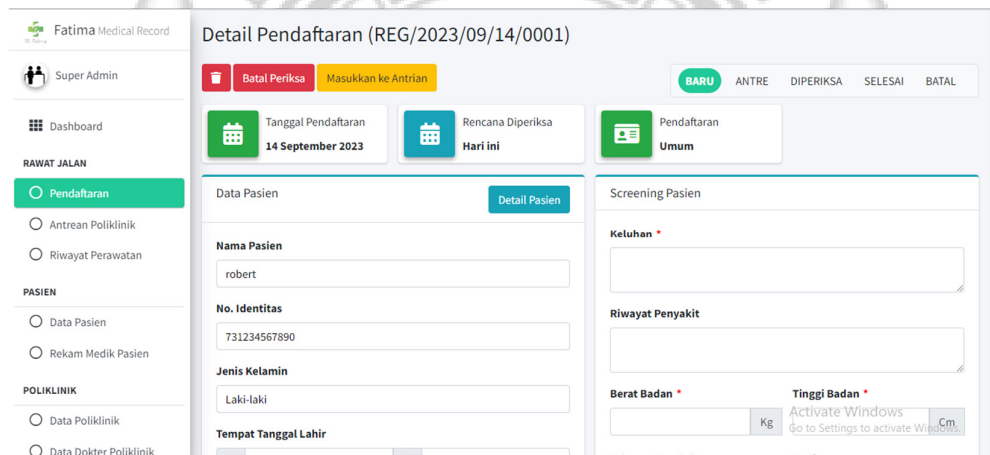 Fatima Medical Record
Super Admin
Dashboard
RAWAT JALAN
Pendaftaran
Antrean Poliklinik
Riwayat Perawatan
PASIEN
Data Pasien
Rekam Medik Pasien
POLIKLINIK
Data Poliklinik
Data Dokter Poliklinik
Detail Pendaftaran (REG/2023/09/14/0001)
Batal Periksa
Masukkan ke Antrian
BARU ANTRE DIPERIKSA SELESAI BATAL
Tanggal Pendaftaran
14 September 2023
Rencana Diperiksa
Hari ini
Pendaftaran
Umum
Data Pasien
Detail Pasien
Nama Pasien
robert
No. Identitas
731234567890
Jenis Kelamin
Laki-laki
Tempat Tanggal Lahir
Screening Pasien
Keluhan *
Riwayat Penyakit
Berat Badan *
Kg
Tinggi Badan *
Cm
Activate Windows
Go to Settings to activate Windows.